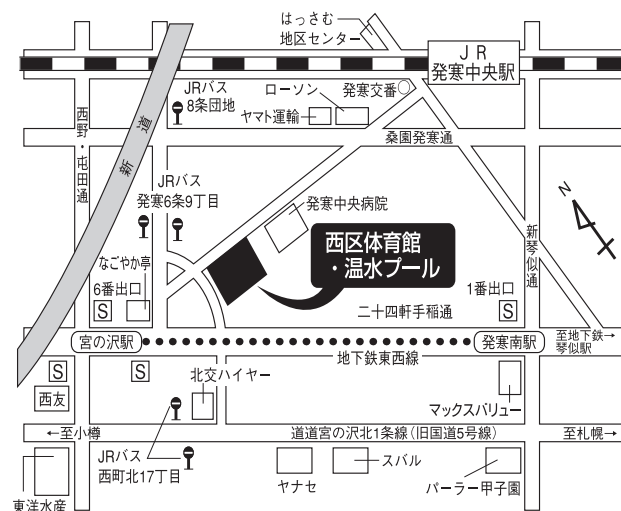 はっさむ
地区センター
JR
発寒中央駅
JRバス
8条団地
ローソン
発寒交番
ヤマト運輸
西野・屯田通
新道
桑園発寒通
JRバス
発寒6条9丁目
発寒中央病院
西区体育館
・温水プール
新琴似通
N
なごやか亭
6番出口
S
二十四軒手稲通
1番出口
S
宮の沢駅
発寒南駅
至地下鉄→
琴似駅
地下鉄東西線
S
S
西友
北交ハイヤー
マックスバリュー
←至小樽
道道宮の沢北1条線(旧国道5号線)
至札幌→
JRバス
西町北17丁目
東洋水産
ヤナセ
スバル
パーラー甲子園